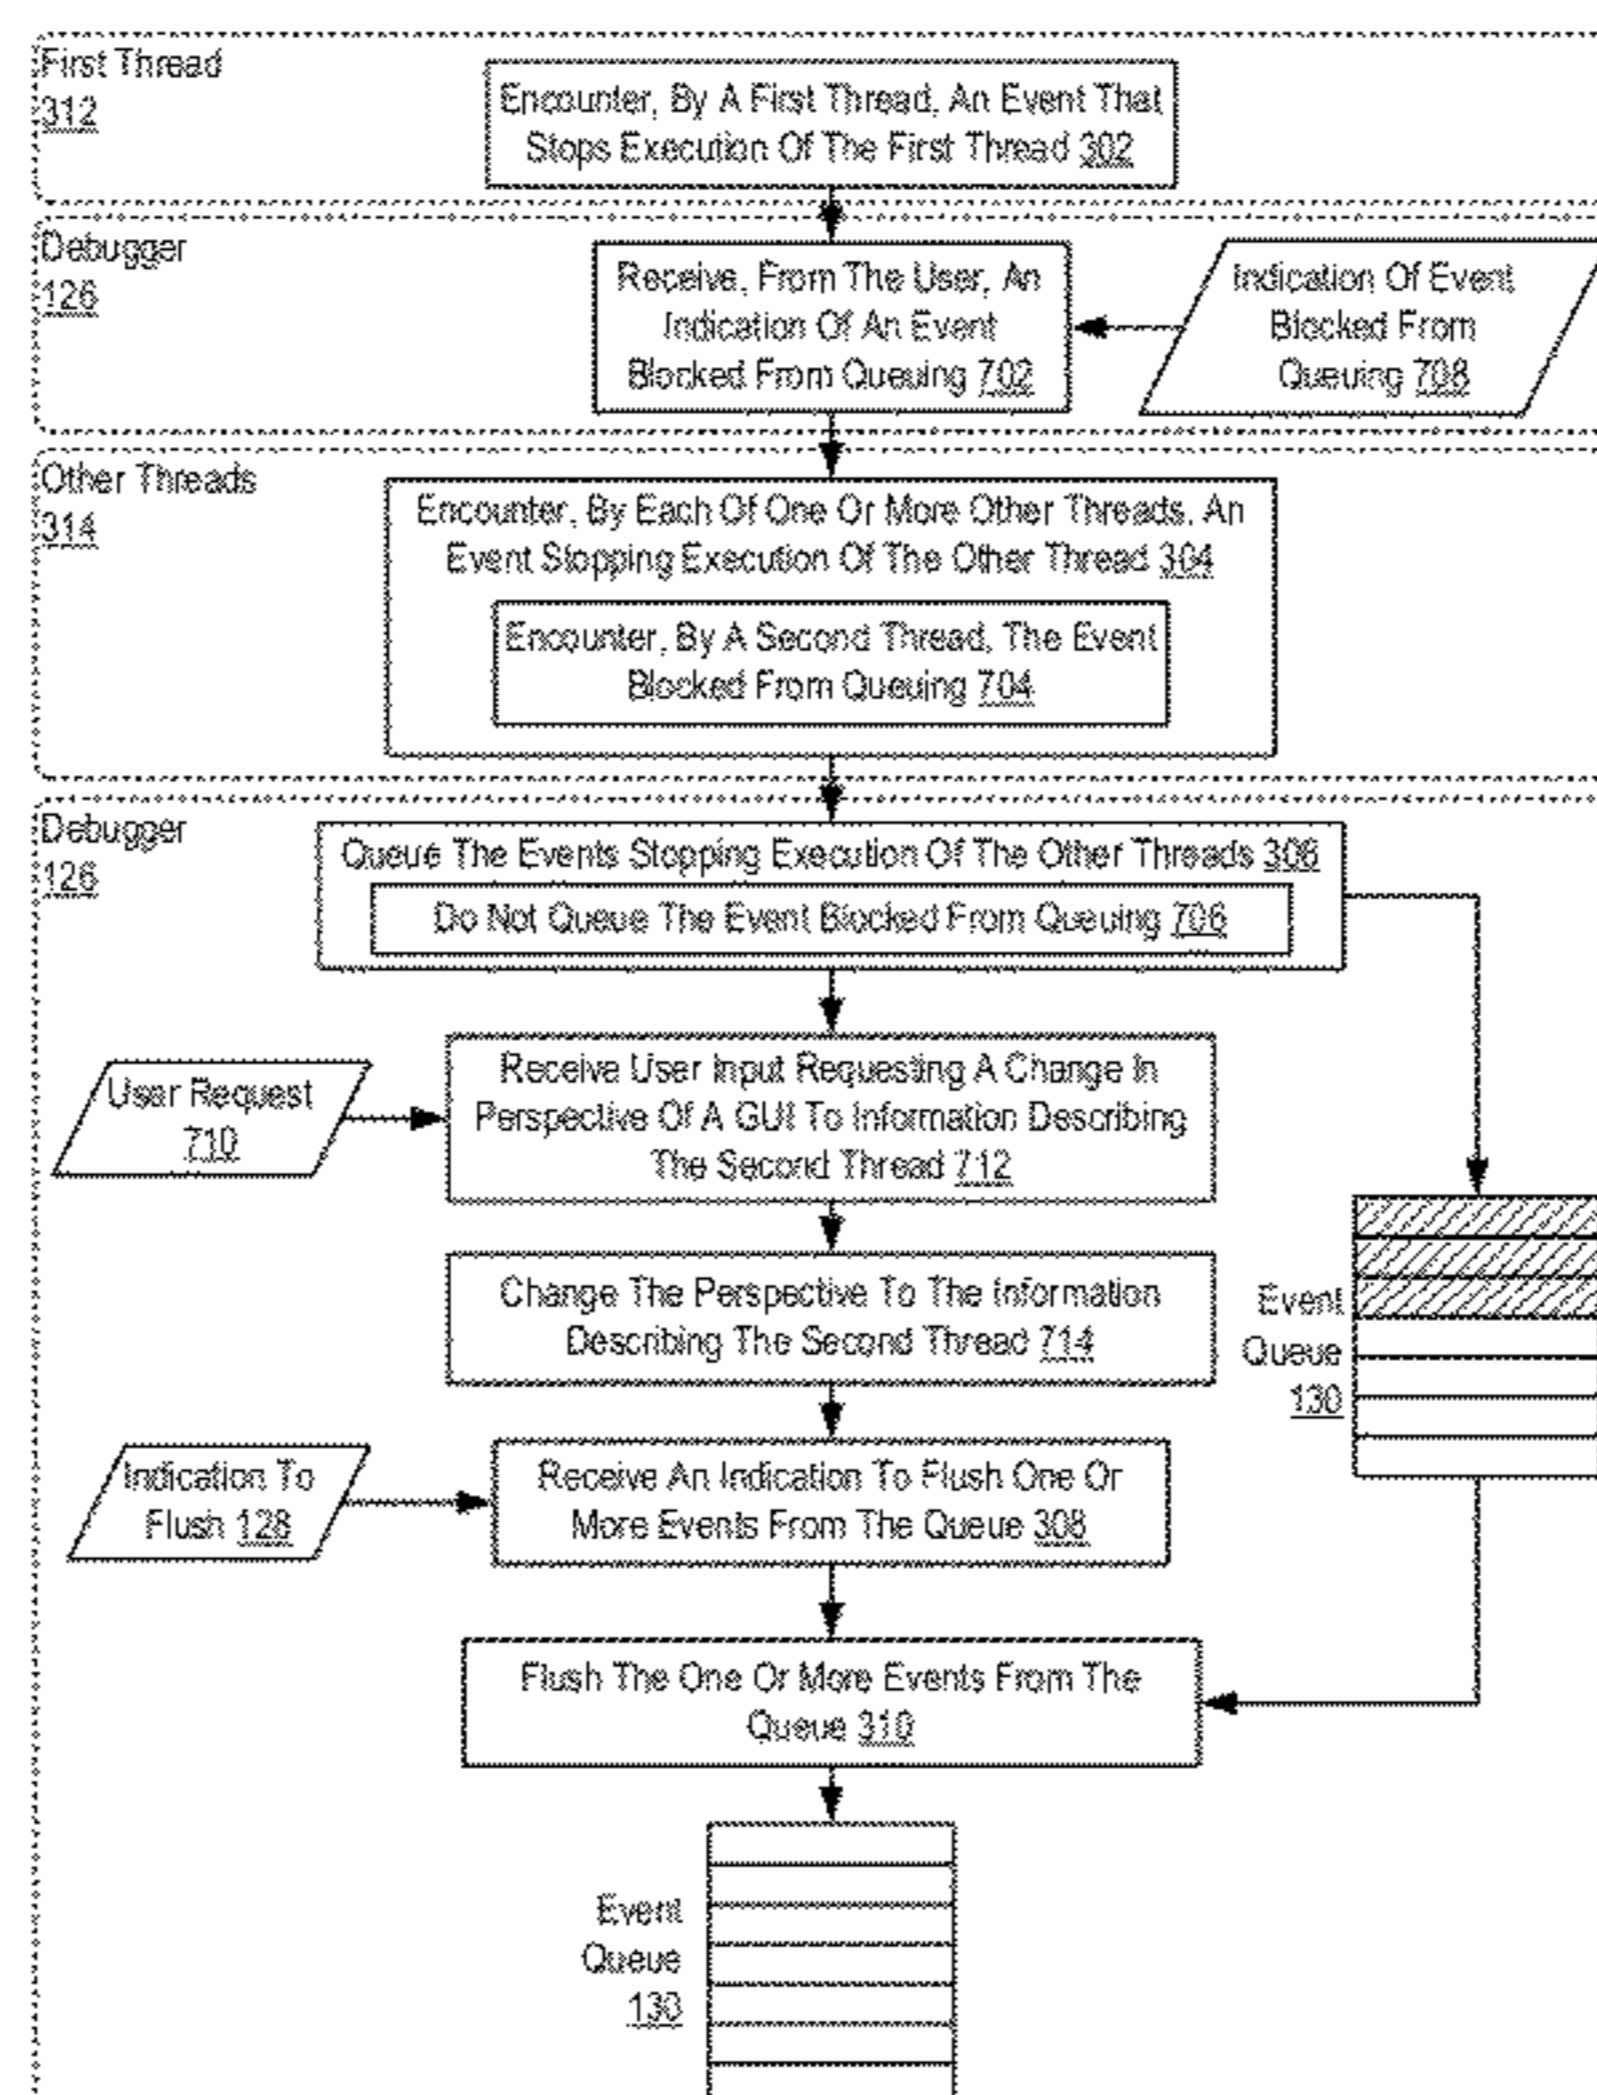 First Thread
312
Encounter, By A First Thread, An Event That
Stops Execution Of The First Thread 302
Debugger
126
Receive, From The User, An
Indication Of An Event
Blocked From Queuing 702
Indication Of Event
Blocked From
Queuing 708
Other Threads
314
Encounter, By Each Of One Or More Other Threads, An
Event Stopping Execution Of The Other Thread 304
Encounter, By A Second Thread, The Event
Blocked From Queuing 704
Debugger
126
Queue The Events Stopping Execution Of The Other Threads 306
Do Not Queue The Event Blocked From Queuing 706
User Request
710
Receive User Input Requesting A Change In
Perspective Of A GUI To Information Describing
The Second Thread 712
Change The Perspective To The Information
Describing The Second Thread 714
Event
Queue
130
Indication To
Flush 128
Receive An Indication To Flush One Or
More Events From The Queue 308
Flush The One Or More Events From The
Queue 310
Event
Queue
130